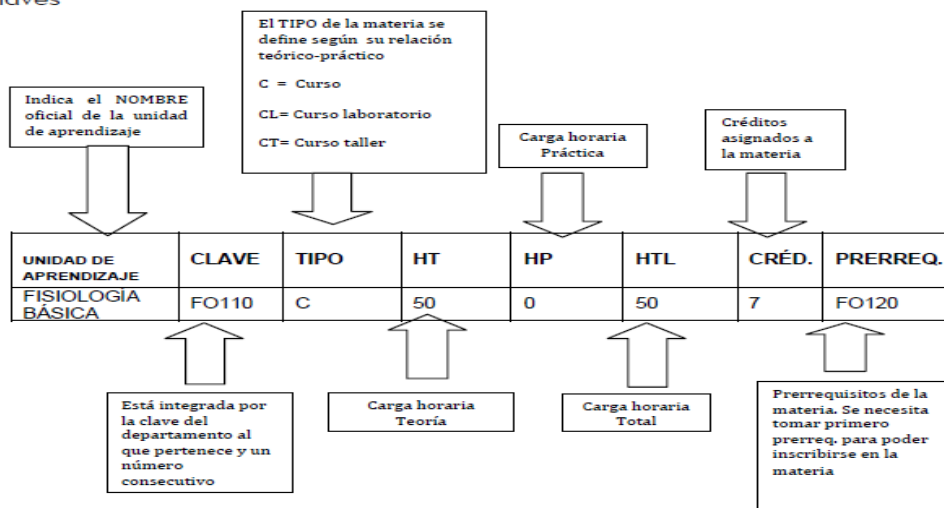 El TIPO de la materia se
define según su relación
teórico-práctico
C = Curso
CL= Curso laboratorio
CT= Curso taller
Indica el NOMBRE
oficial de la unidad
de aprendizaje
Carga horaria
Práctica
Créditos
asignados a
la materia
UNIDAD DE
APRENDIZAJE
CLAVE
TIPO
HT
HP
HTL
CRÉD.
PRERREQ.
FISIOLOGÍA
BÁSICA
FO110
C
50
0
50
7
FO120
Está integrada por
la clave del
departamento al
que pertenece y un
número
consecutivo
Carga horaria
Teoría
Carga horaria
Total
Prerrequisitos de la
materia. Se necesita
tomar primero
prerreq. para poder
inscribirse en la
materia